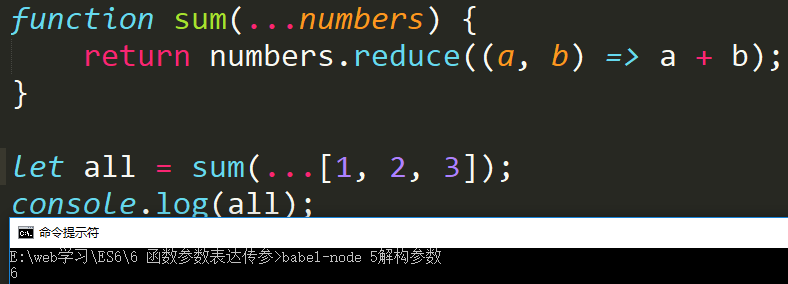 function sum(...numbers) {
    return numbers.reduce((a, b) => a + b);
}
let all = sum(...[1, 2, 3]);
console.log(all);
命令提示符
E:\web学习\ES6\6 函数参数表达传参>babel-node 5解构参数
6